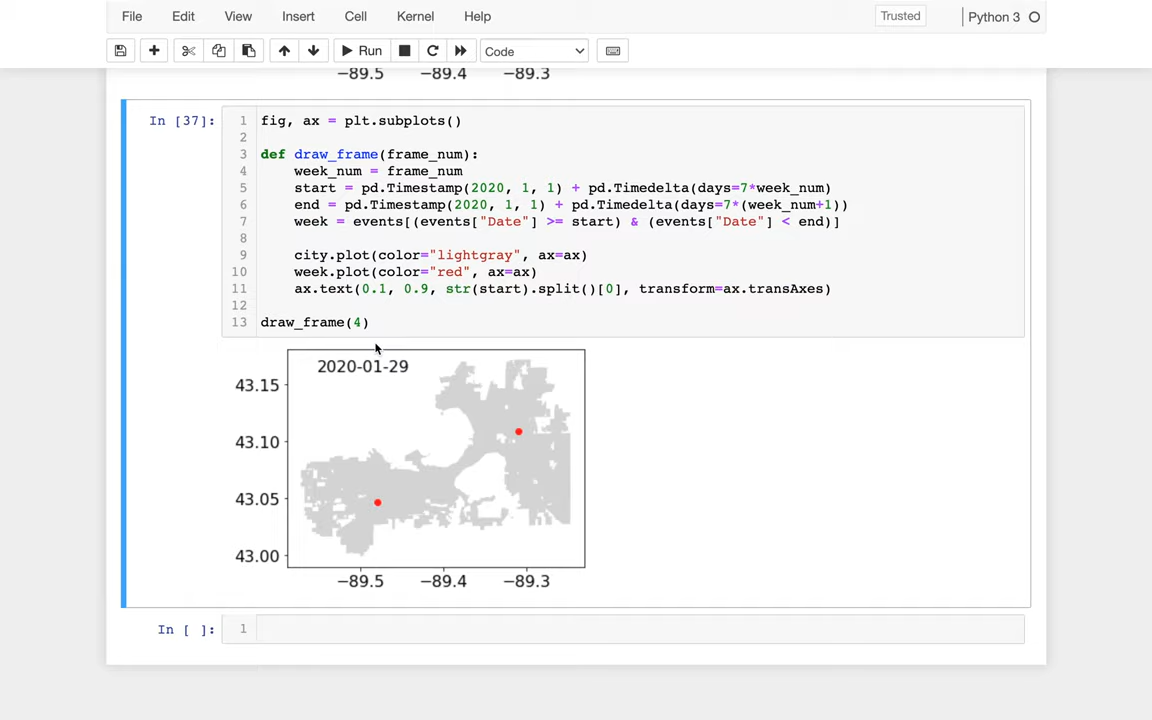 File Edit View Insert Cell Kernel Help Trusted Python 3
Run Code
−89.5 −89.4 −89.3
In [37]:
1 fig, ax = plt.subplots()
2
3 def draw_frame(frame_num):
4 week_num = frame_num
5 start = pd.Timestamp(2020, 1, 1) + pd.Timedelta(days=7*week_num)
6 end = pd.Timestamp(2020, 1, 1) + pd.Timedelta(days=7*(week_num+1))
7 week = events[(events["Date"] >= start) & (events["Date"] < end)]
8
9 city.plot(color="lightgray", ax=ax)
10 week.plot(color="red", ax=ax)
11 ax.text(0.1, 0.9, str(start).split()[0], transform=ax.transAxes)
12
13 draw_frame(4)
2020-01-29
43.15
43.10
43.05
43.00
−89.5 −89.4 −89.3
In [ ]: 1